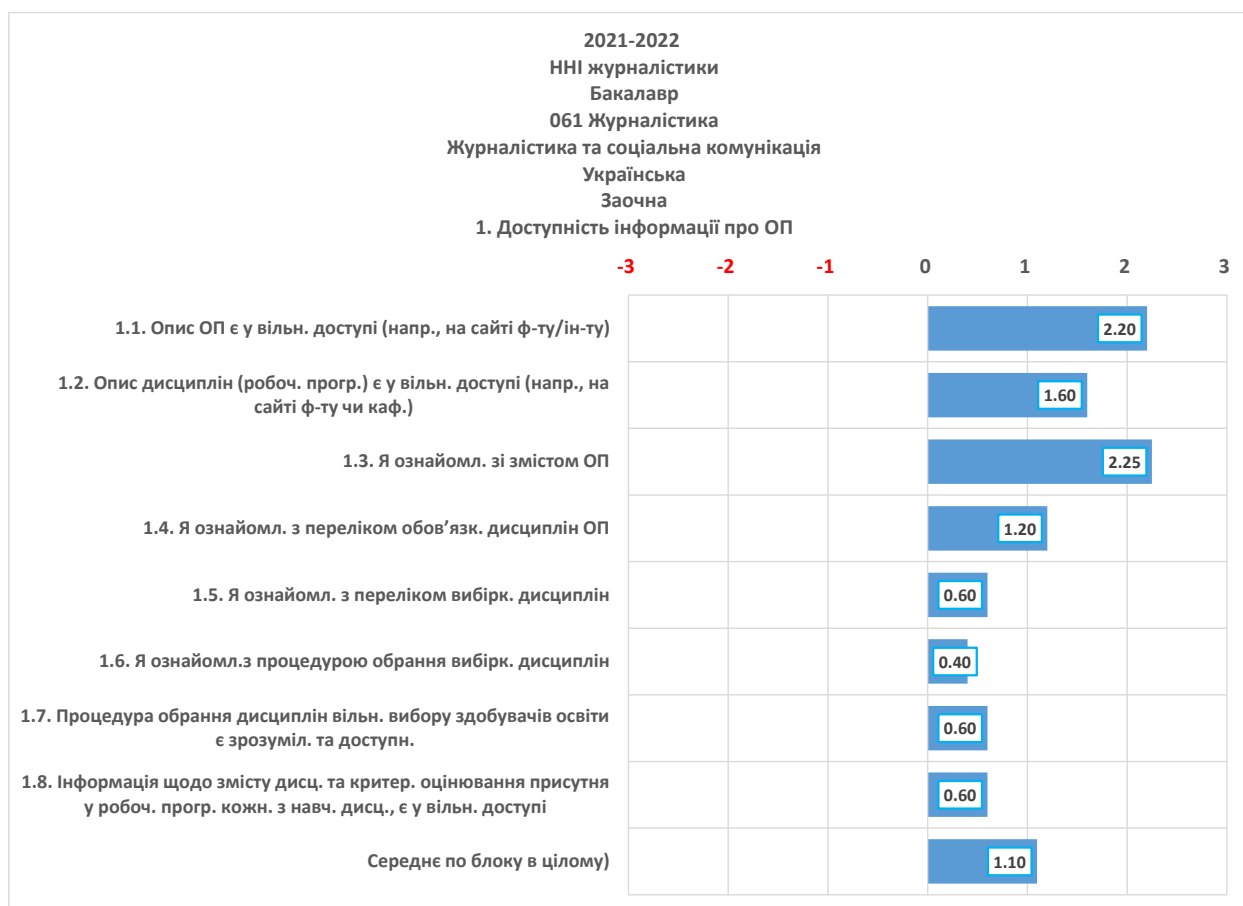 2021-2022
ННІ журналістики
Бакалавр
061 Журналістика
Журналістика та соціальна комунікація
Українська
Заочна
1. Доступність інформації про ОП
-3 -2 -1 0 1 2 3
1.1. Опис ОП є у вільн. доступі (напр., на сайті ф-ту/ін-ту)
2.20
1.2. Опис дисциплін (робоч. прогр.) є у вільн. доступі (напр., на
сайті ф-ту чи каф.)
1.60
1.3. Я ознайомл. зі змістом ОП
2.25
1.4. Я ознайомл. з переліком обов’язк. дисциплін ОП
1.20
1.5. Я ознайомл. з переліком вибірк. дисциплін
0.60
1.6. Я ознайомл.з процедурою обрання вибірк. дисциплін
0.40
1.7. Процедура обрання дисциплін вільн. вибору здобувачів освіти
є зрозуміл. та доступн.
0.60
1.8. Інформація щодо змісту дисц. та критер. оцінювання присутня
у робоч. прогр. кожн. з навч. дисц., є у вільн. доступі
0.60
Середнє по блоку в цілому)
1.10